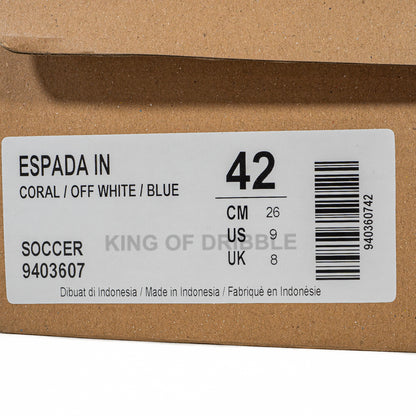 ESPADA IN
CORAL / OFF WHITE / BLUE
42
CM 26
US 9
UK 8
KING OF DRIBBLE
SOCCER
9403607
940360742
Dibuat di Indonesia / Made in Indonesia / Fabriqué en Indonésie